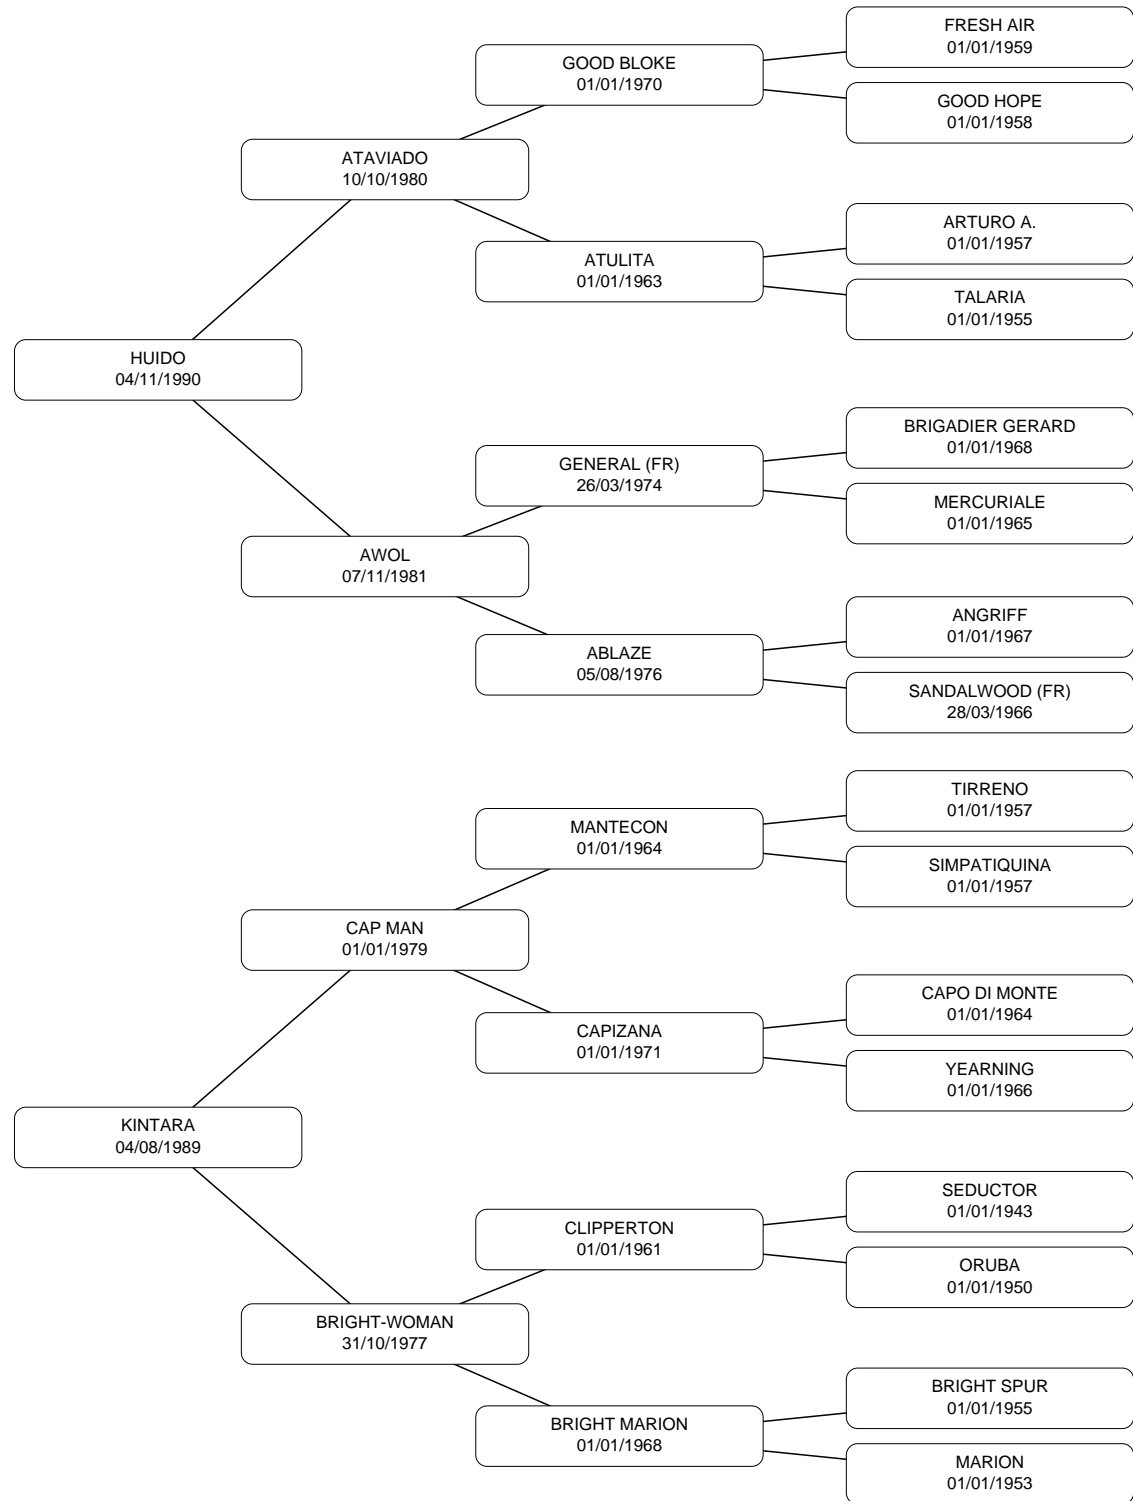 FRESH AIR
01/01/1959
GOOD BLOKE
01/01/1970
GOOD HOPE
01/01/1958
ATAVIADO
10/10/1980
ARTURO A.
01/01/1957
ATULITA
01/01/1963
TALARIA
01/01/1955
HUIDO
04/11/1990
BRIGADIER GERARD
01/01/1968
GENERAL (FR)
26/03/1974
MERCURIALE
01/01/1965
AWOL
07/11/1981
ANGRIFF
01/01/1967
ABLAZE
05/08/1976
SANDALWOOD (FR)
28/03/1966
TIRRENO
01/01/1957
MANTECON
01/01/1964
SIMPATIQUINA
01/01/1957
CAP MAN
01/01/1979
CAPO DI MONTE
01/01/1964
CAPIZANA
01/01/1971
YEARNING
01/01/1966
KINTARA
04/08/1989
SEDUCTOR
01/01/1943
CLIPPERTON
01/01/1961
ORUBA
01/01/1950
BRIGHT-WOMAN
31/10/1977
BRIGHT SPUR
01/01/1955
BRIGHT MARION
01/01/1968
MARION
01/01/1953